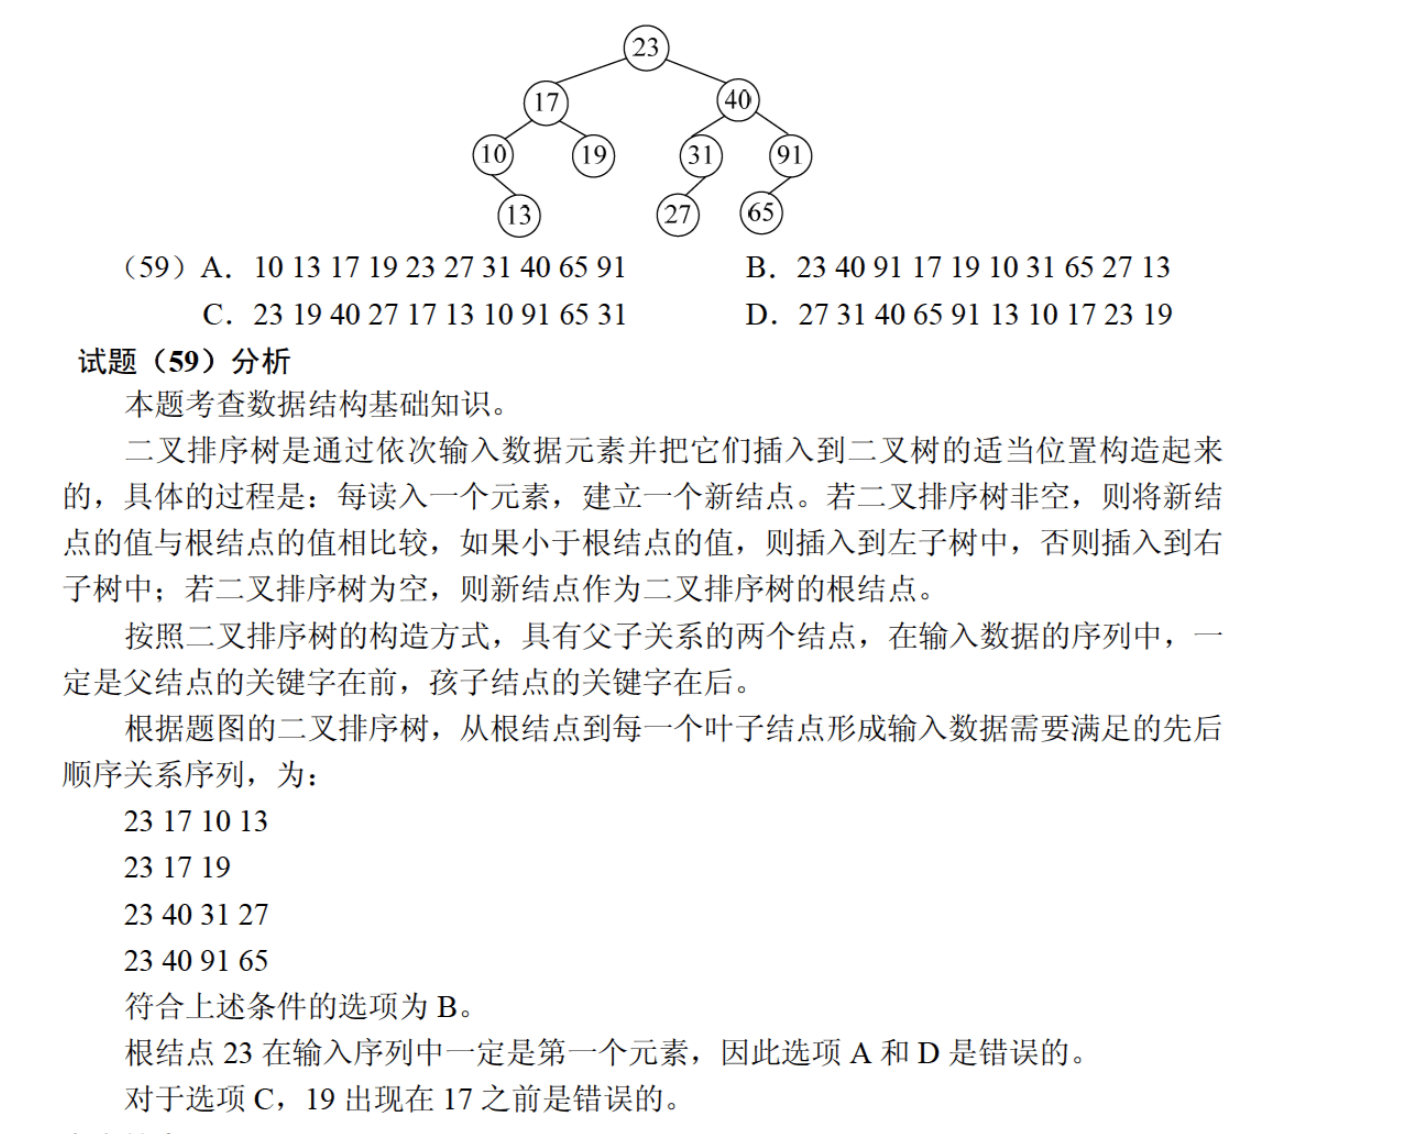 23
17 40
10 19 31 91
13 27 65
（59）A．10 13 17 19 23 27 31 40 65 91 B．23 40 91 17 19 10 31 65 27 13
C．23 19 40 27 17 13 10 91 65 31 D．27 31 40 65 91 13 10 17 23 19
试题（59）分析
本题考查数据结构基础知识。
二叉排序树是通过依次输入数据元素并把它们插入到二叉树的适当位置构造起来
的，具体的过程是：每读入一个元素，建立一个新结点。若二叉排序树非空，则将新结
点的值与根结点的值相比较，如果小于根结点的值，则插入到左子树中，否则插入到右
子树中；若二叉排序树为空，则新结点作为二叉排序树的根结点。
按照二叉排序树的构造方式，具有父子关系的两个结点，在输入数据的序列中，一
定是父结点的关键字在前，孩子结点的关键字在后。
根据题图的二叉排序树，从根结点到每一个叶子结点形成输入数据需要满足的先后
顺序关系序列，为：
23 17 10 13
23 17 19
23 40 31 27
23 40 91 65
符合上述条件的选项为 B。
根结点 23 在输入序列中一定是第一个元素，因此选项 A 和 D 是错误的。
对于选项 C，19 出现在 17 之前是错误的。